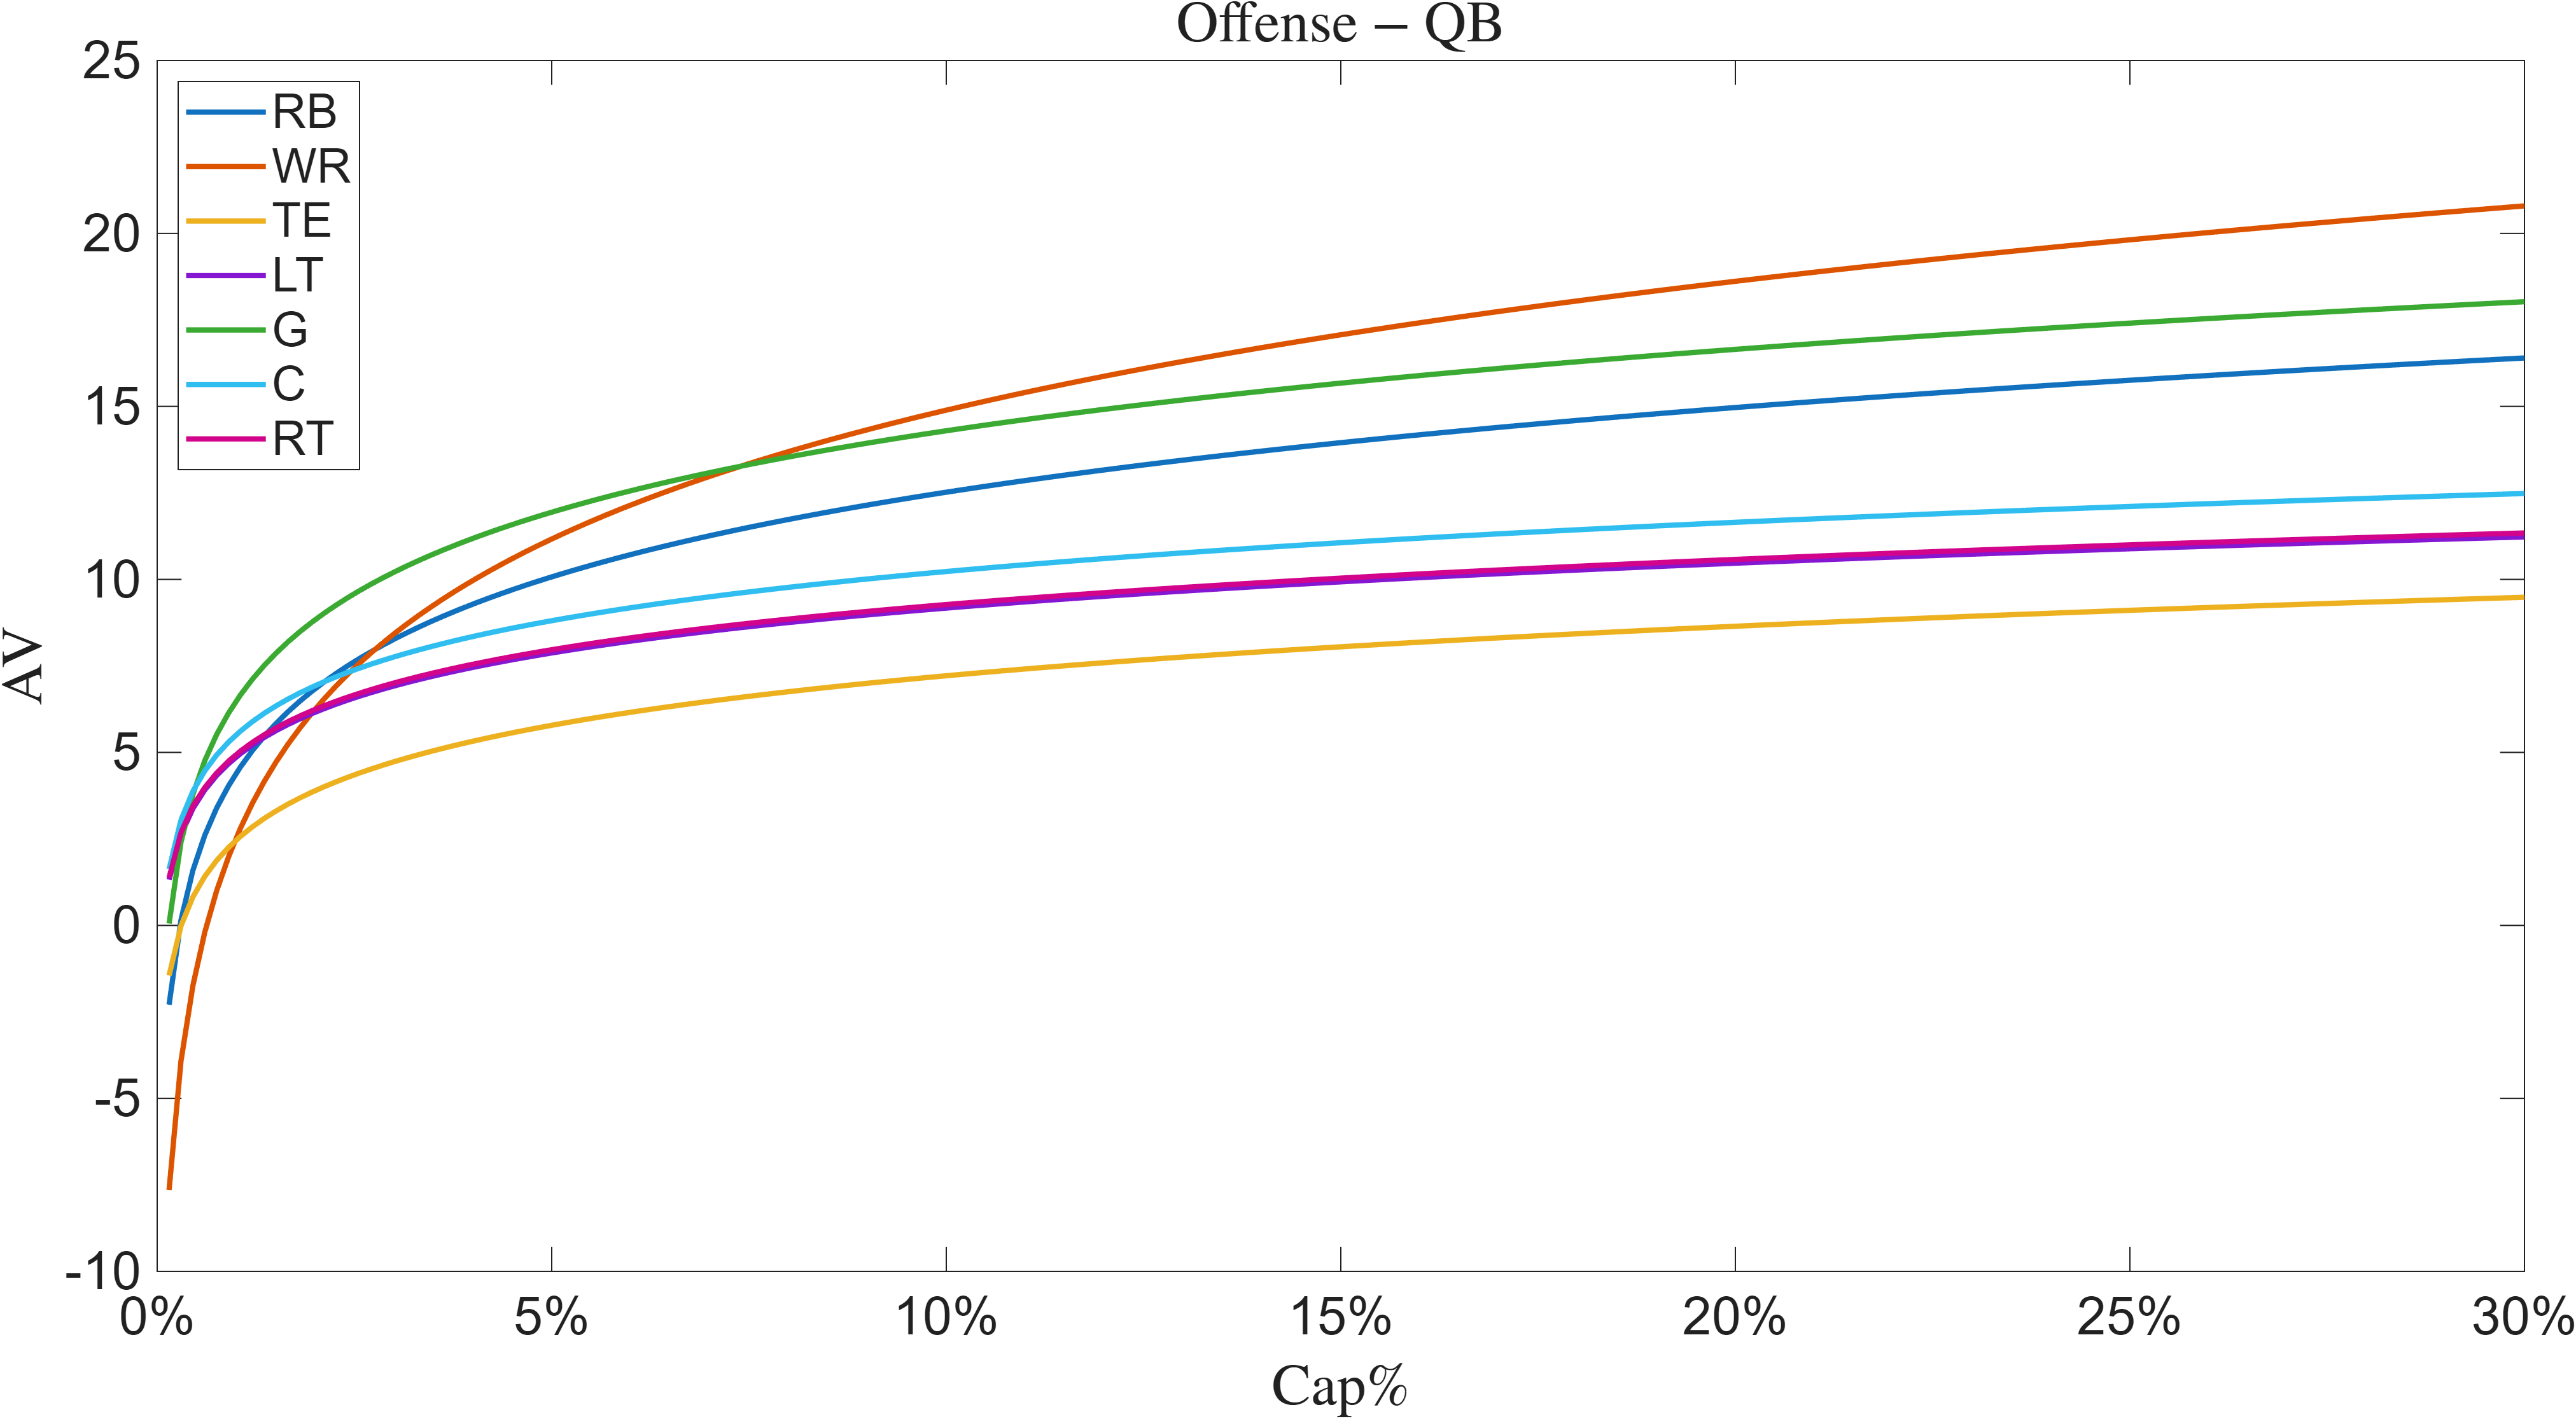 Offense – QB
25
20
15
10
5
0
-5
-10
RB
WR
TE
LT
G
C
RT
AV
0% 5% 10% 15% 20% 25% 30%
Cap%